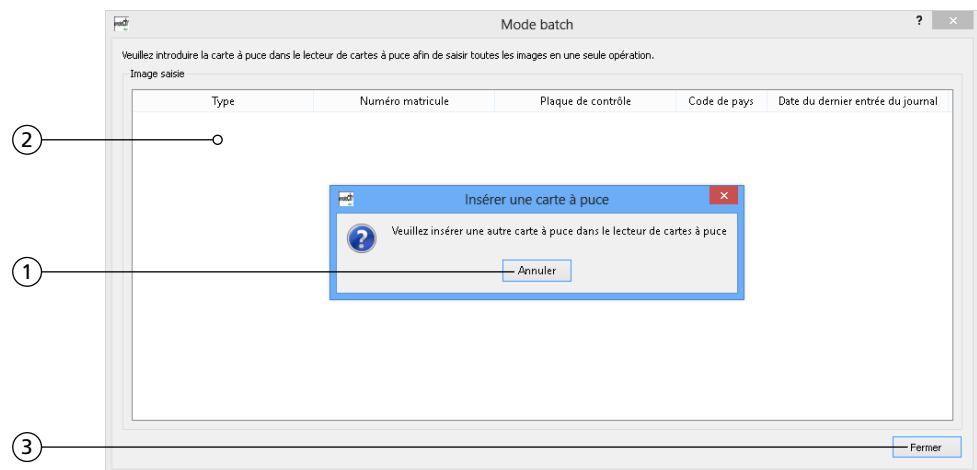 Mode batch
?
Veuillez introduire la carte à puce dans le lecteur de cartes à puce afin de saisir toutes les images en une seule opération.
Image saisie
Type Numéro matricule Plaque de contrôle Code de pays Date du dernier entrée du journal
2
Insérer une carte à puce
Veuillez insérer une autre carte à puce dans le lecteur de cartes à puce
1
Annuler
3
Fermer